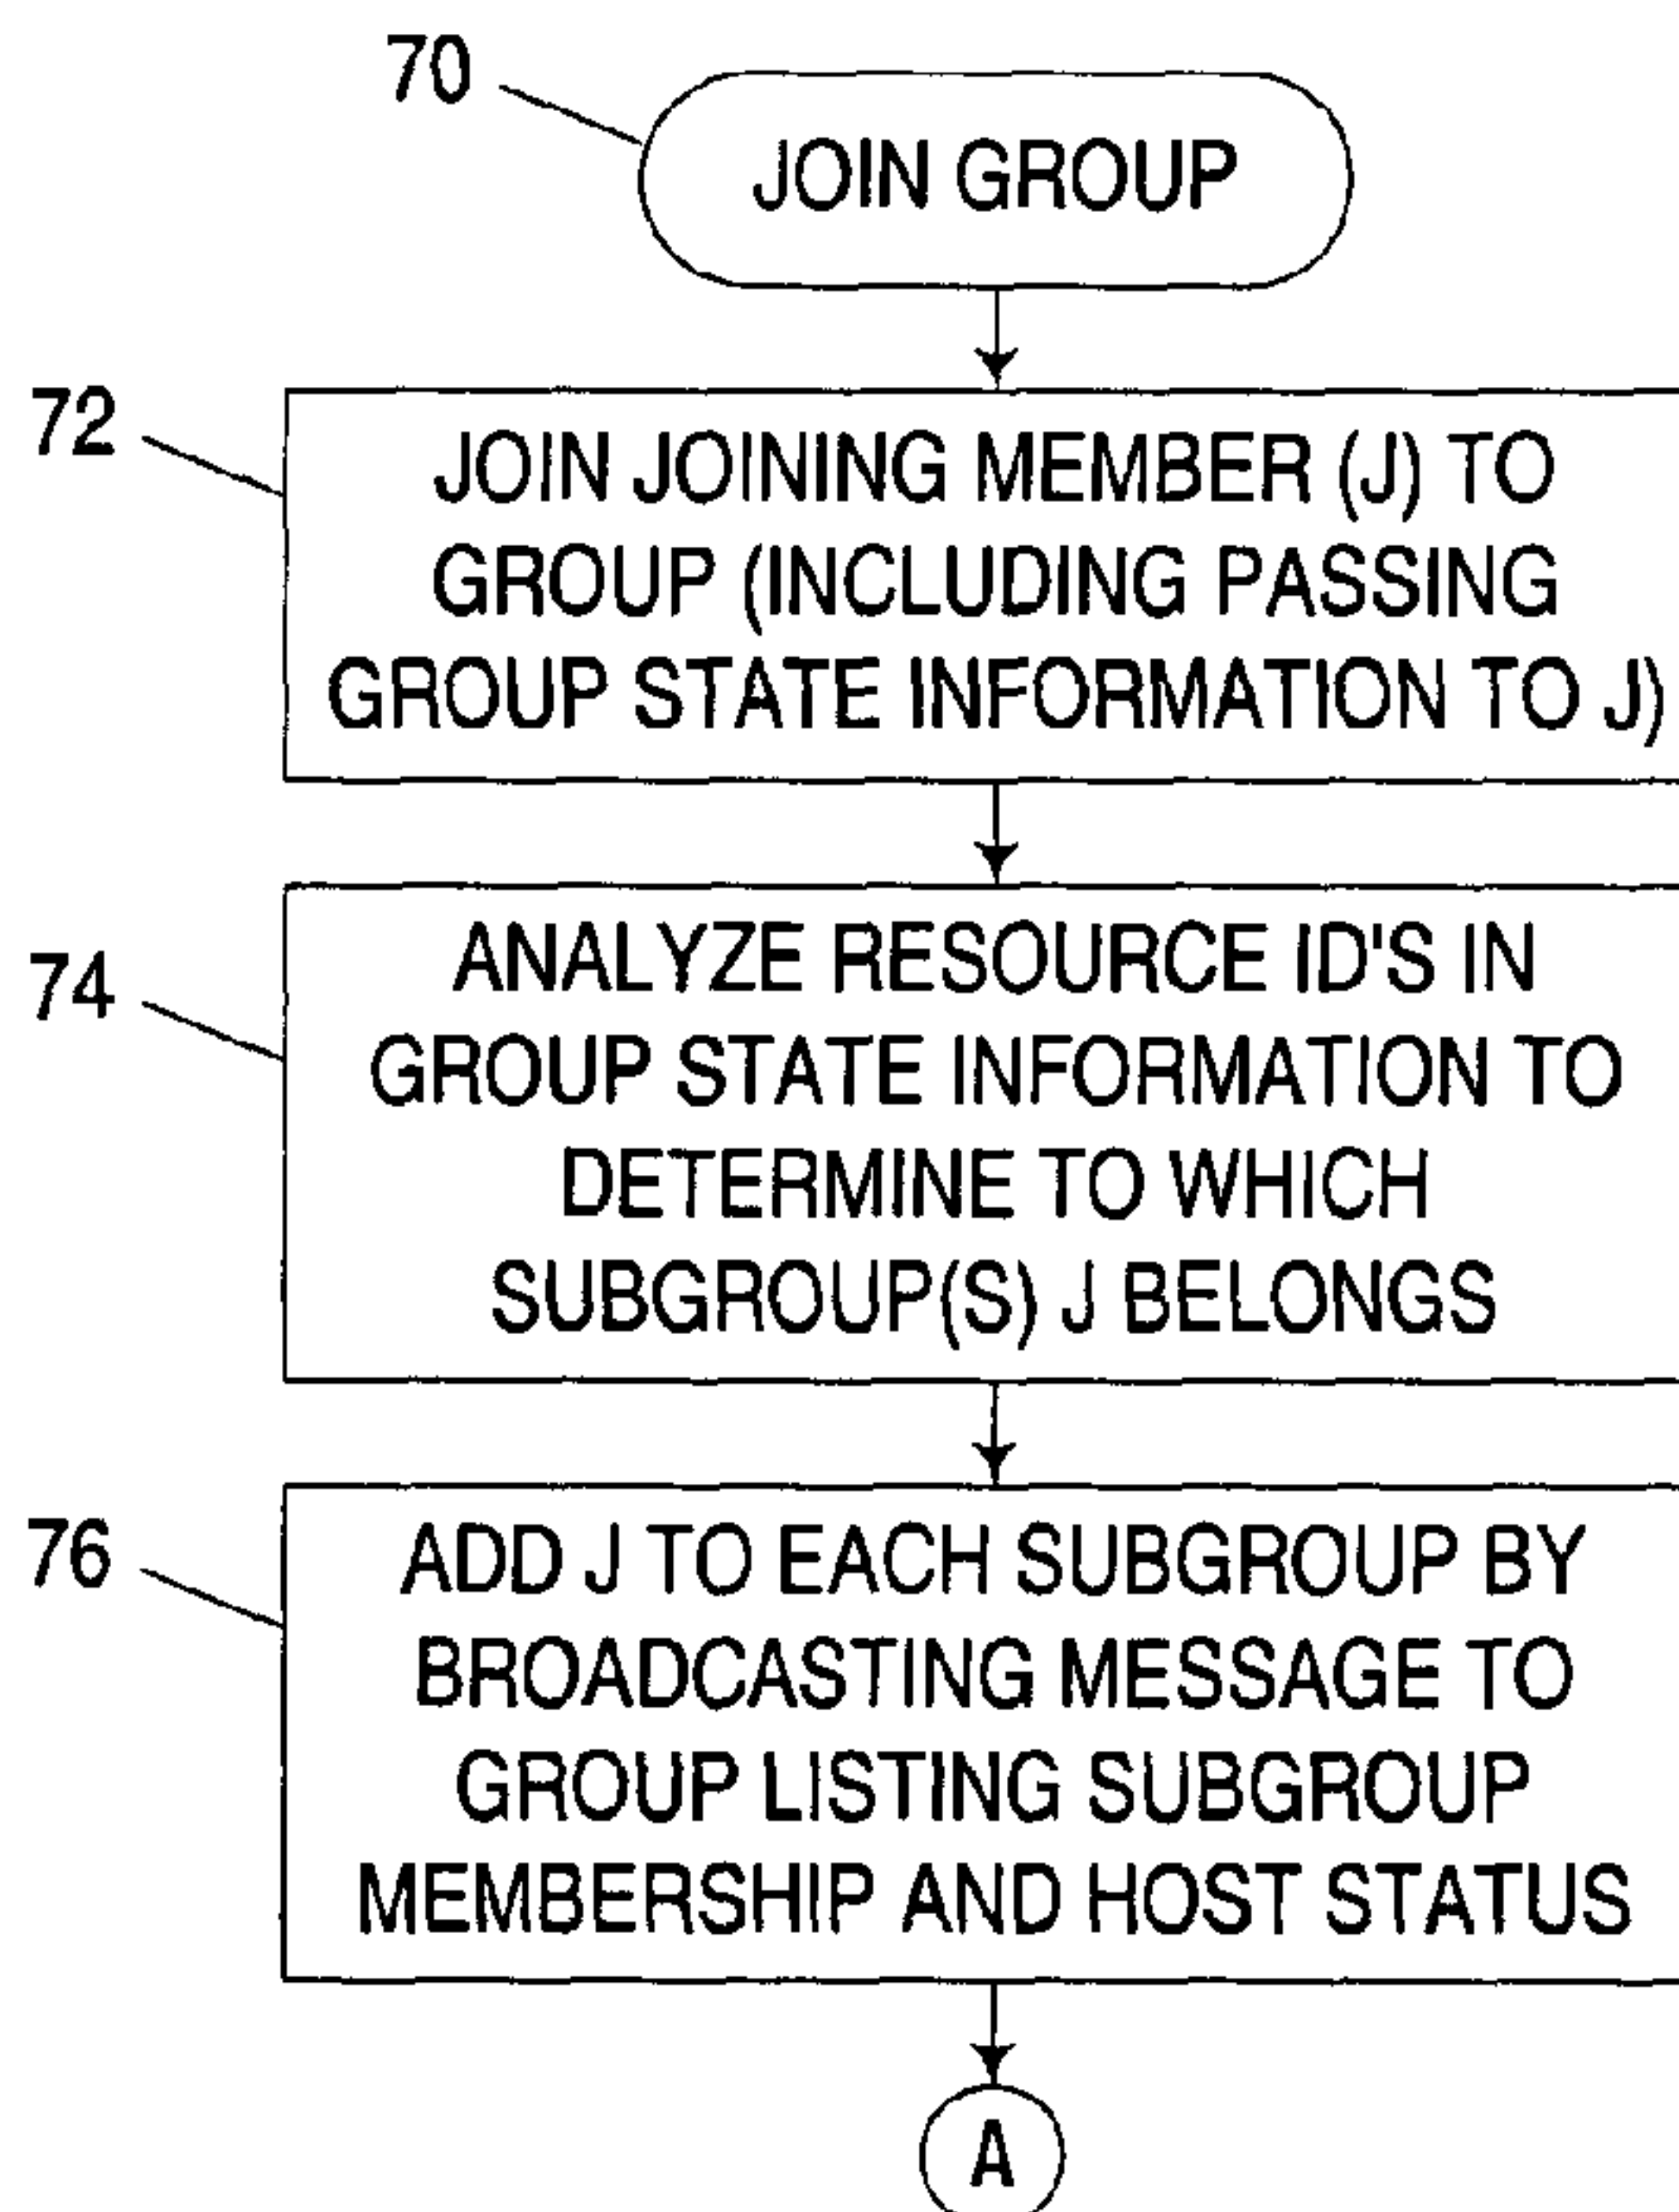 70
JOIN GROUP
72
JOIN JOINING MEMBER (J) TO
GROUP (INCLUDING PASSING
GROUP STATE INFORMATION TO J)
74
ANALYZE RESOURCE ID'S IN
GROUP STATE INFORMATION TO
DETERMINE TO WHICH
SUBGROUP(S) J BELONGS
76
ADD J TO EACH SUBGROUP BY
BROADCASTING MESSAGE TO
GROUP LISTING SUBGROUP
MEMBERSHIP AND HOST STATUS
A